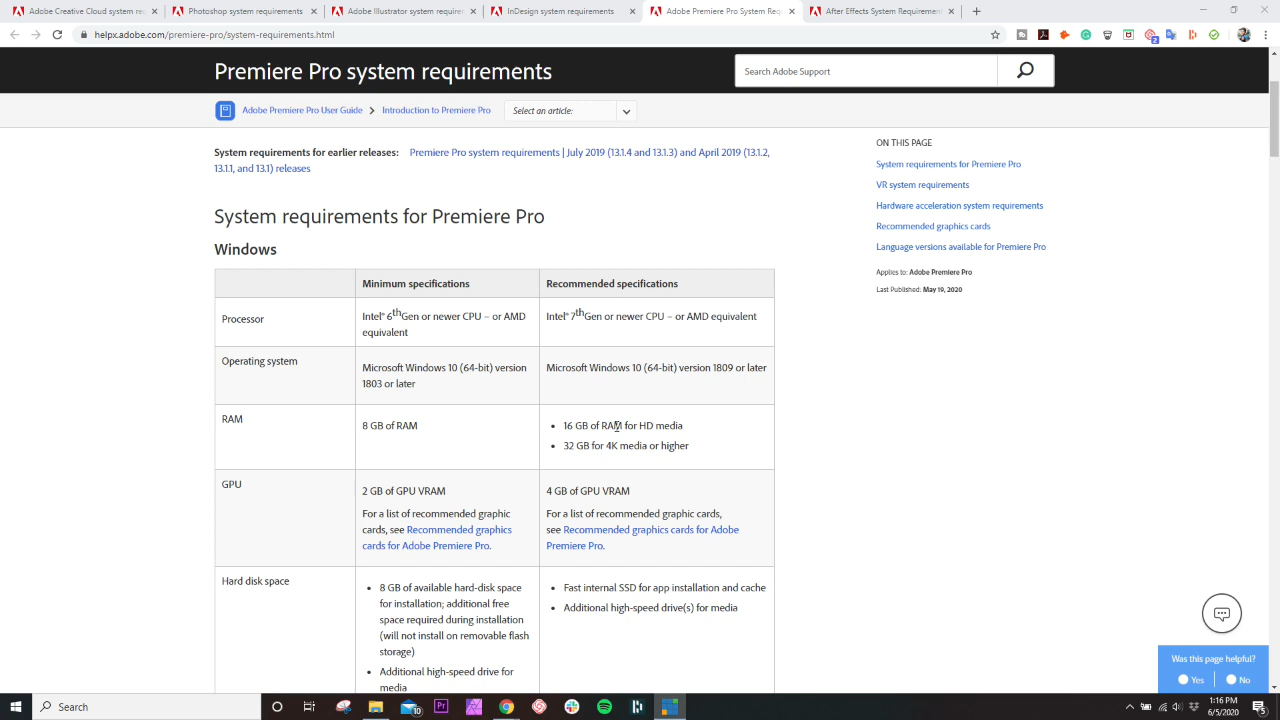 Adobe Creative Cloud system req
Photoshop system requirements
Adobe Illustrator system requirem
InDesign system requirements
Adobe Premiere Pro System Req
After Effects System Requirement
helpx.adobe.com/premiere-pro/system-requirements.html
Premiere Pro system requirements
Search Adobe Support
Adobe Premiere Pro User Guide
Introduction to Premiere Pro
Select an article:
System requirements for earlier releases: Premiere Pro system requirements | July 2019 (13.1.4 and 13.1.3) and April 2019 (13.1.2,
13.1.1, and 13.1) releases
System requirements for Premiere Pro
Windows
Minimum specifications
Recommended specifications
Processor
Intel® 6thGen or newer CPU – or AMD
equivalent
Intel® 7thGen or newer CPU – or AMD equivalent
Operating system
Microsoft Windows 10 (64-bit) version
1803 or later
Microsoft Windows 10 (64-bit) version 1809 or later
RAM
8 GB of RAM
• 16 GB of RAM for HD media
• 32 GB for 4K media or higher
GPU
2 GB of GPU VRAM
For a list of recommended graphic
cards, see Recommended graphics
cards for Adobe Premiere Pro.
4 GB of GPU VRAM
For a list of recommended graphic cards,
see Recommended graphics cards for Adobe
Premiere Pro.
Hard disk space
• 8 GB of available hard-disk space
for installation; additional free
space required during installation
(will not install on removable flash
storage)
• Additional high-speed drive for
media
• Fast internal SSD for app installation and cache
• Additional high-speed drive(s) for media
ON THIS PAGE
System requirements for Premiere Pro
VR system requirements
Hardware acceleration system requirements
Recommended graphics cards
Language versions available for Premiere Pro
Applies to: Adobe Premiere Pro
Last Published: May 19, 2020
Was this page helpful?
Yes
No
Search
10
Pr
1:16 PM
6/5/2020